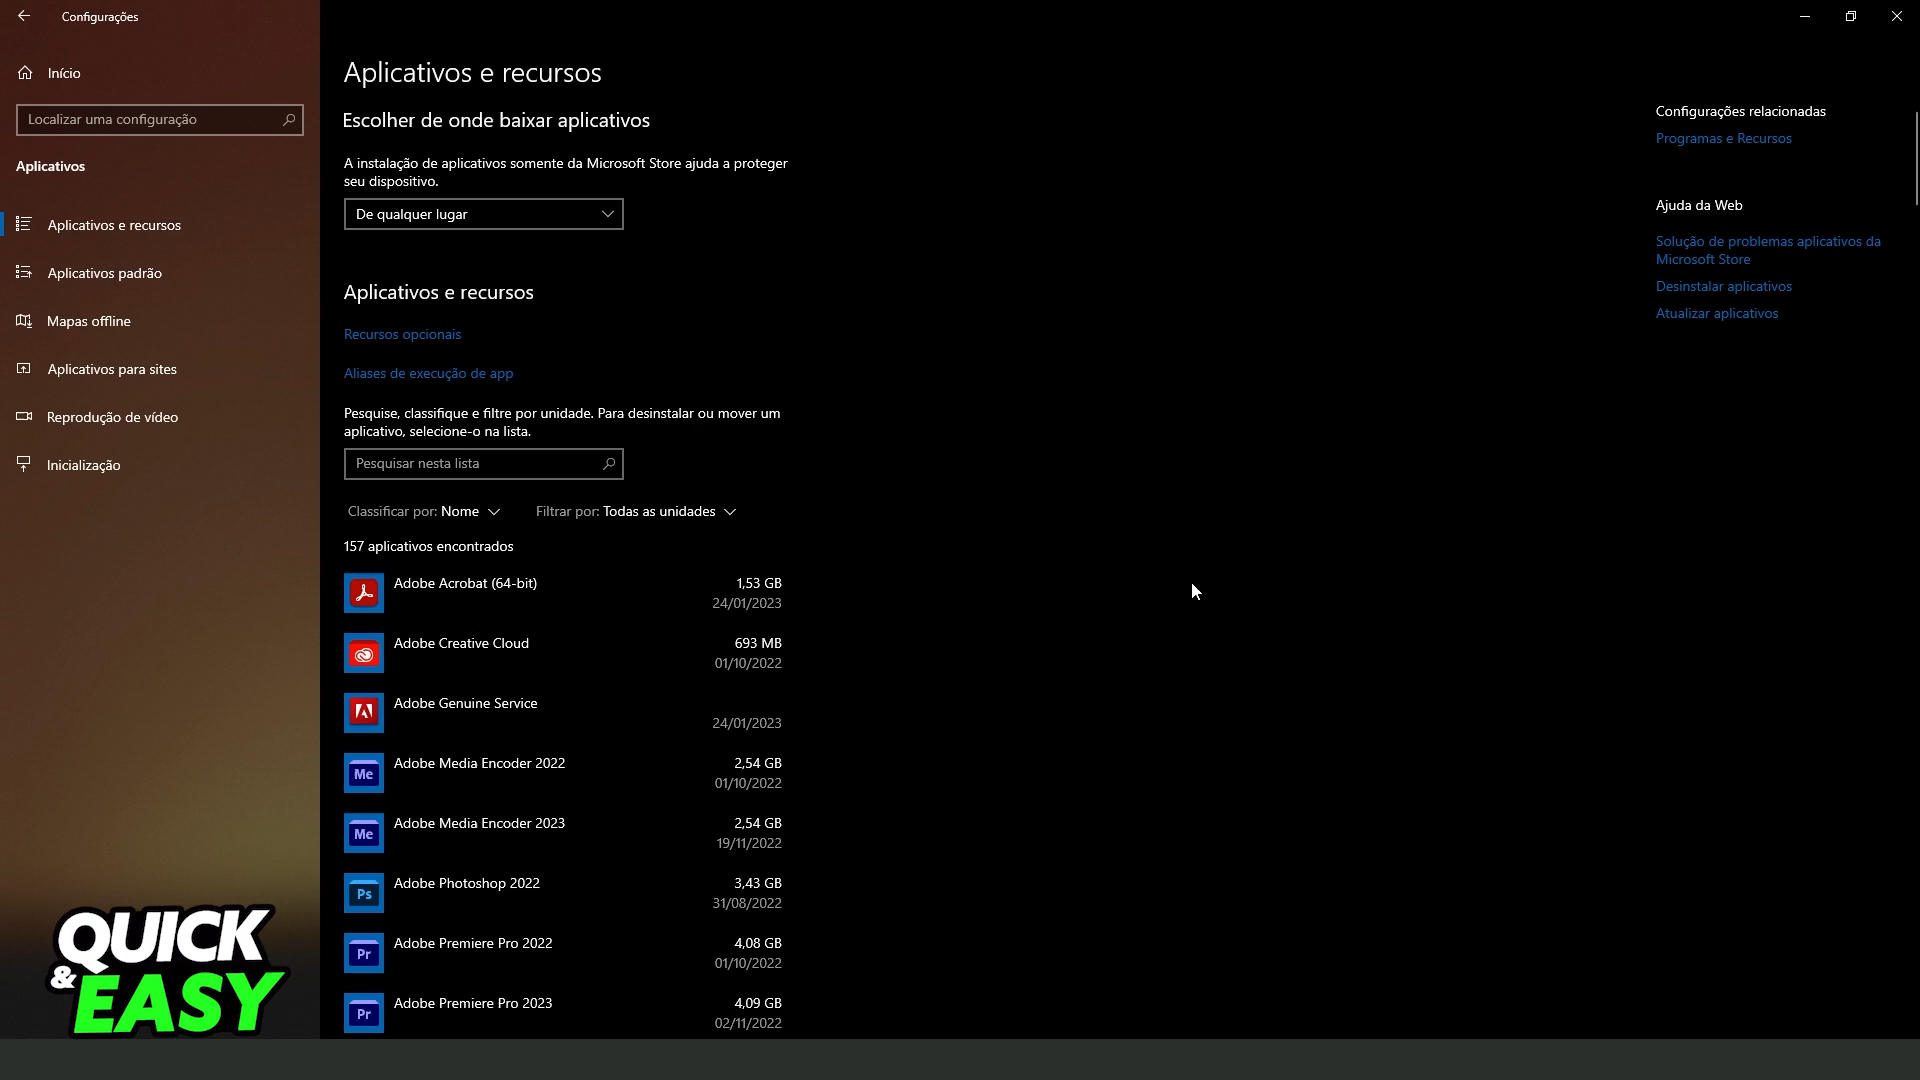 Configurações
Início
Localizar uma configuração
Aplicativos
Aplicativos e recursos
Aplicativos padrão
Mapas offline
Aplicativos para sites
Reprodução de vídeo
Inicialização
QUICK
& EASY
Aplicativos e recursos
Escolher de onde baixar aplicativos
A instalação de aplicativos somente da Microsoft Store ajuda a proteger
seu dispositivo.
De qualquer lugar
Aplicativos e recursos
Recursos opcionais
Aliases de execução de app
Pesquise, classifique e filtre por unidade. Para desinstalar ou mover um
aplicativo, selecione-o na lista.
Pesquisar nesta lista
Classificar por: Nome Filtrar por: Todas as unidades
157 aplicativos encontrados
Adobe Acrobat (64-bit) 1,53 GB
24/01/2023
Adobe Creative Cloud 693 MB
01/10/2022
Adobe Genuine Service
24/01/2023
Me Adobe Media Encoder 2022 2,54 GB
01/10/2022
Me Adobe Media Encoder 2023 2,54 GB
19/11/2022
Ps Adobe Photoshop 2022 3,43 GB
31/08/2022
Pr Adobe Premiere Pro 2022 4,08 GB
01/10/2022
Pr Adobe Premiere Pro 2023 4,09 GB
02/11/2022
Configurações relacionadas
Programas e Recursos
Ajuda da Web
Solução de problemas aplicativos da
Microsoft Store
Desinstalar aplicativos
Atualizar aplicativos